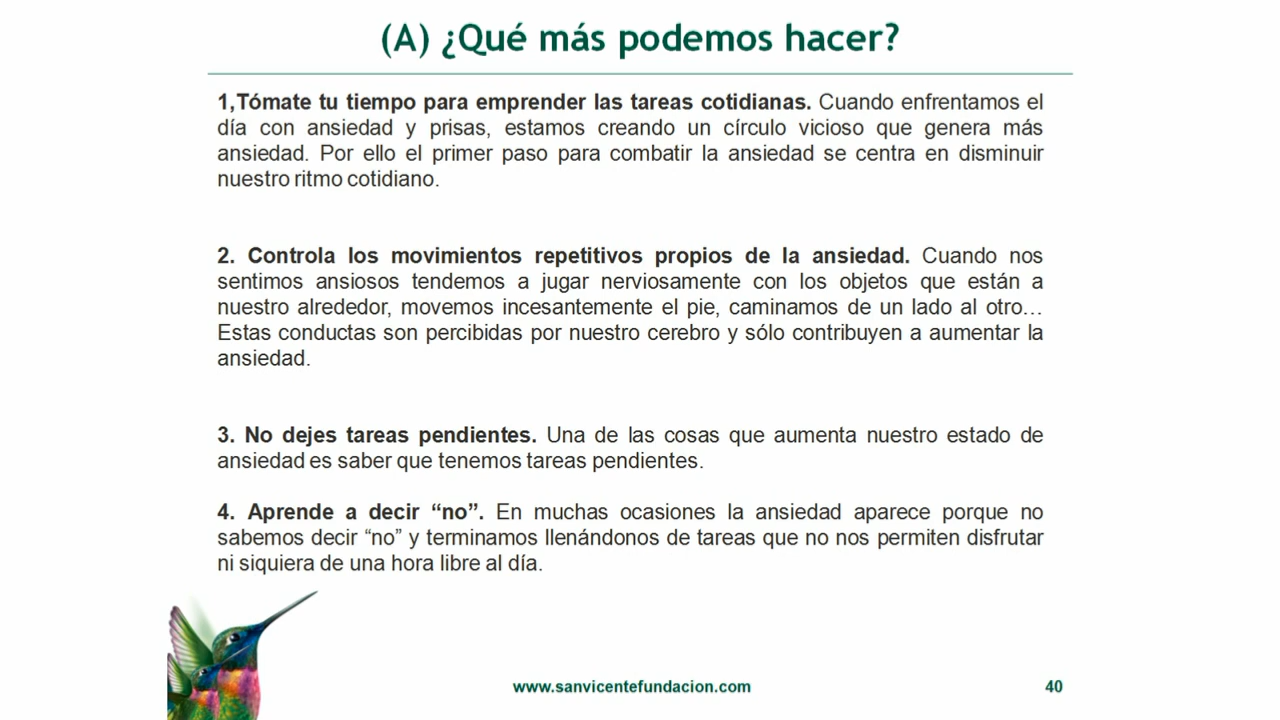 (A) ¿Qué más podemos hacer?
1,Tómate tu tiempo para emprender las tareas cotidianas. Cuando enfrentamos el
día con ansiedad y prisas, estamos creando un círculo vicioso que genera más
ansiedad. Por ello el primer paso para combatir la ansiedad se centra en disminuir
nuestro ritmo cotidiano.
2. Controla los movimientos repetitivos propios de la ansiedad. Cuando nos
sentimos ansiosos tendemos a jugar nerviosamente con los objetos que están a
nuestro alrededor, movemos incesantemente el pie, caminamos de un lado al otro…
Estas conductas son percibidas por nuestro cerebro y sólo contribuyen a aumentar la
ansiedad.
3. No dejes tareas pendientes. Una de las cosas que aumenta nuestro estado de
ansiedad es saber que tenemos tareas pendientes.
4. Aprende a decir “no”. En muchas ocasiones la ansiedad aparece porque no
sabemos decir “no” y terminamos llenándonos de tareas que no nos permiten disfrutar
ni siquiera de una hora libre al día.
www.sanvicentefundacion.com
40